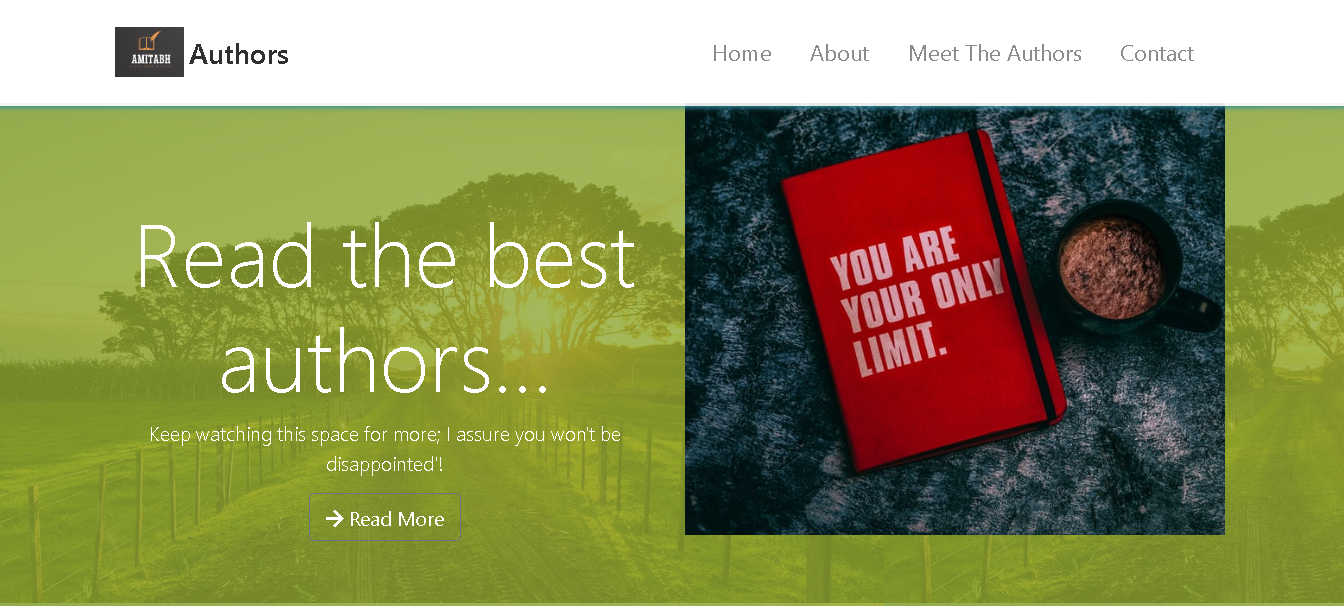 AMITABH
Authors
Home About Meet The Authors Contact
Read the best
authors...
Keep watching this space for more; I assure you won't be
disappointed'!
→ Read More
YOU ARE
YOUR ONLY
LIMIT.